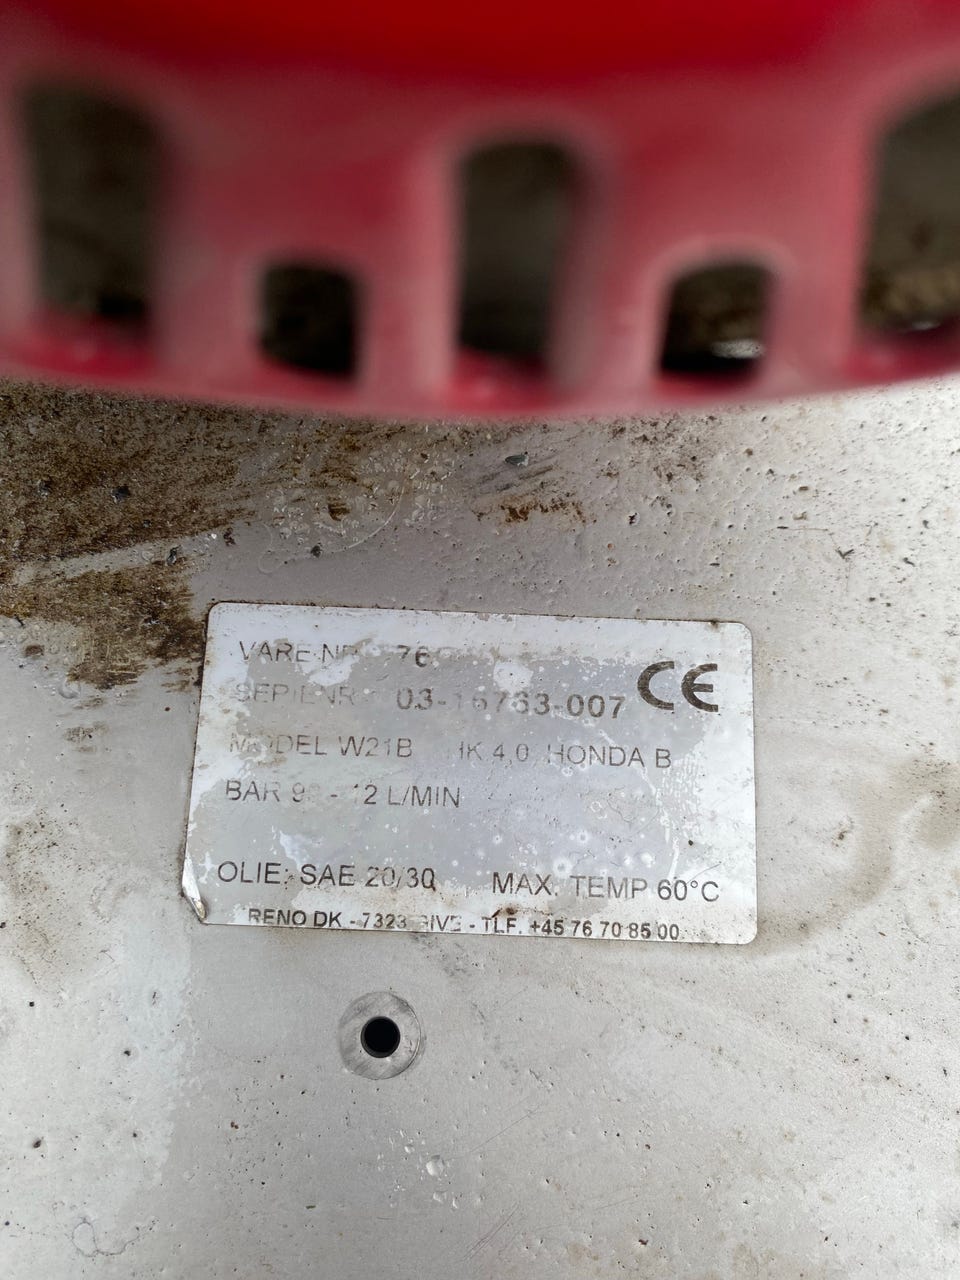 VARE-NR
SERIENR 03-16763-007 CE
MODEL W21B HK 4,0 HONDA B
BAR - 12 L/MIN
OLIE: SAE 20/30 MAX. TEMP 60°C
RENO DK - 7323 GIVE - TLF. +45 76 70 85 00